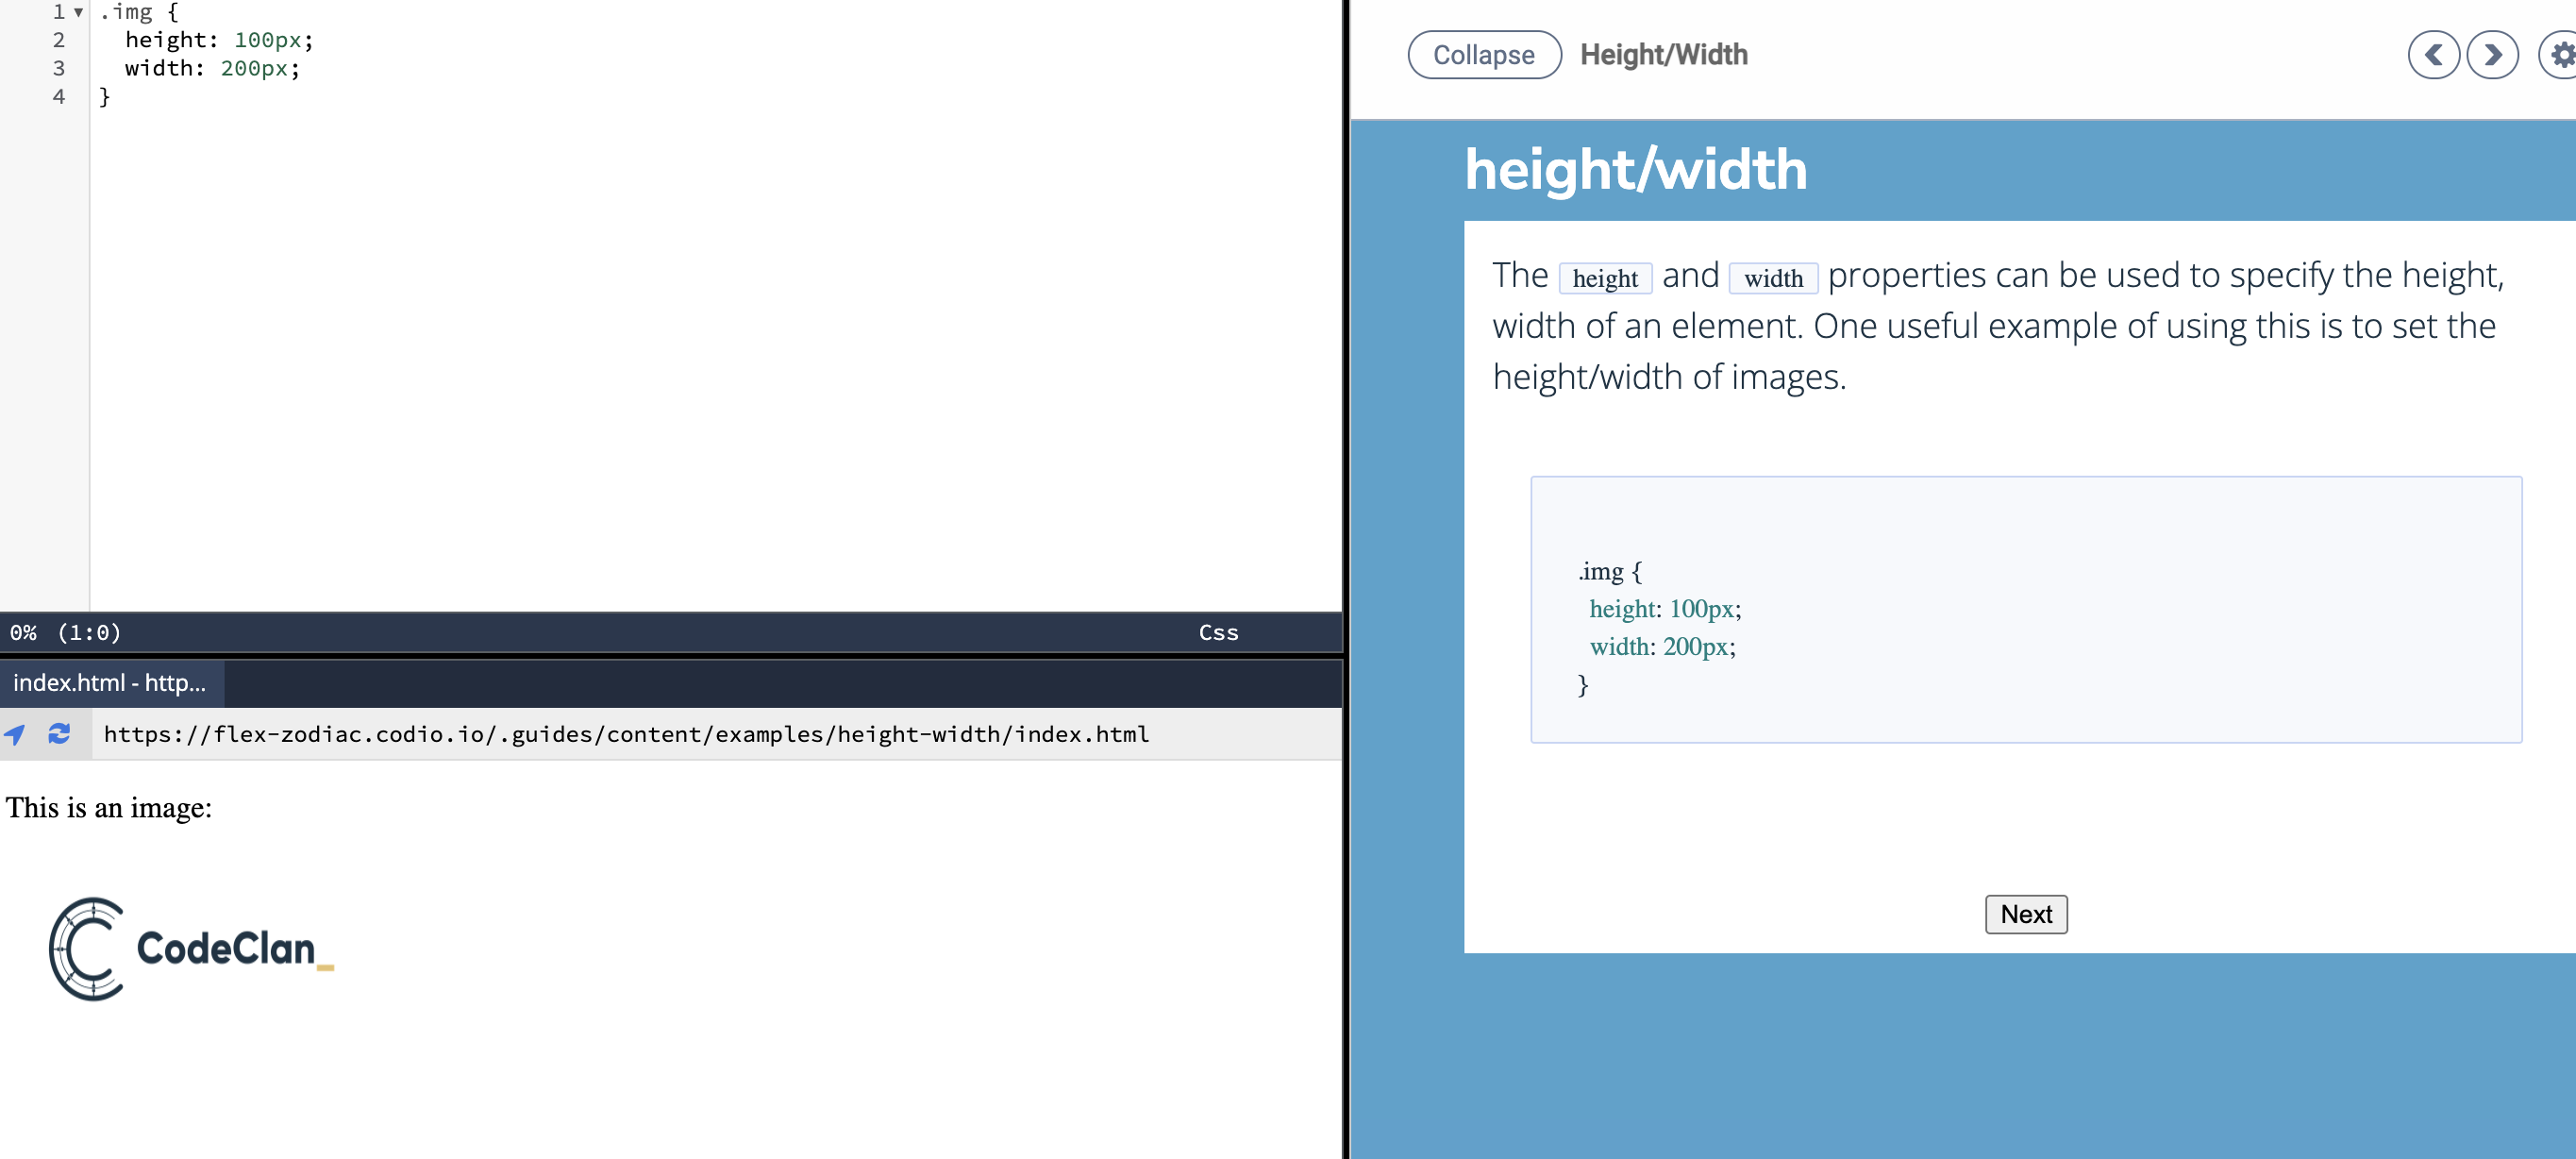 1 .img {
2 height: 100px;
3 width: 200px;
4 }
0% (1:0) Css
index.html - http...
https://flex-zodiac.codio.io/.guides/content/examples/height-width/index.html
This is an image:
CodeClan_
Collapse Height/Width
height/width
The height and width properties can be used to specify the height,
width of an element. One useful example of using this is to set the
height/width of images.
.img {
height: 100px;
width: 200px;
}
Next